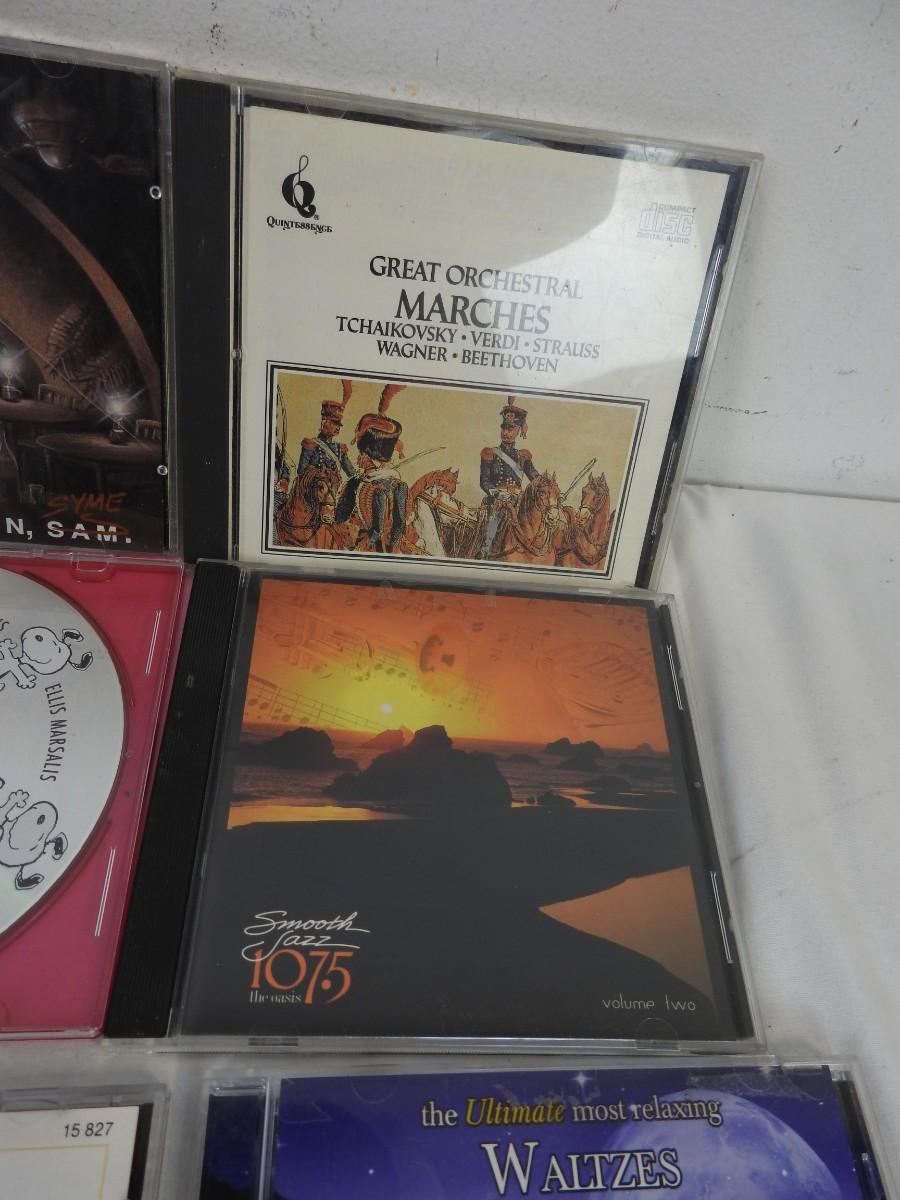 QUINTESSENCE®
COMPACT
disc
DIGITAL AUDIO
GREAT ORCHESTRAL
MARCHES
TCHAIKOVSKY • VERDI • STRAUSS
WAGNER • BEETHOVEN
SYME
N, SAM.
ELLIS MARSALIS
Smooth
Jazz
107.5
the oasis
volume two
15 827
the Ultimate most relaxing
WALTZES